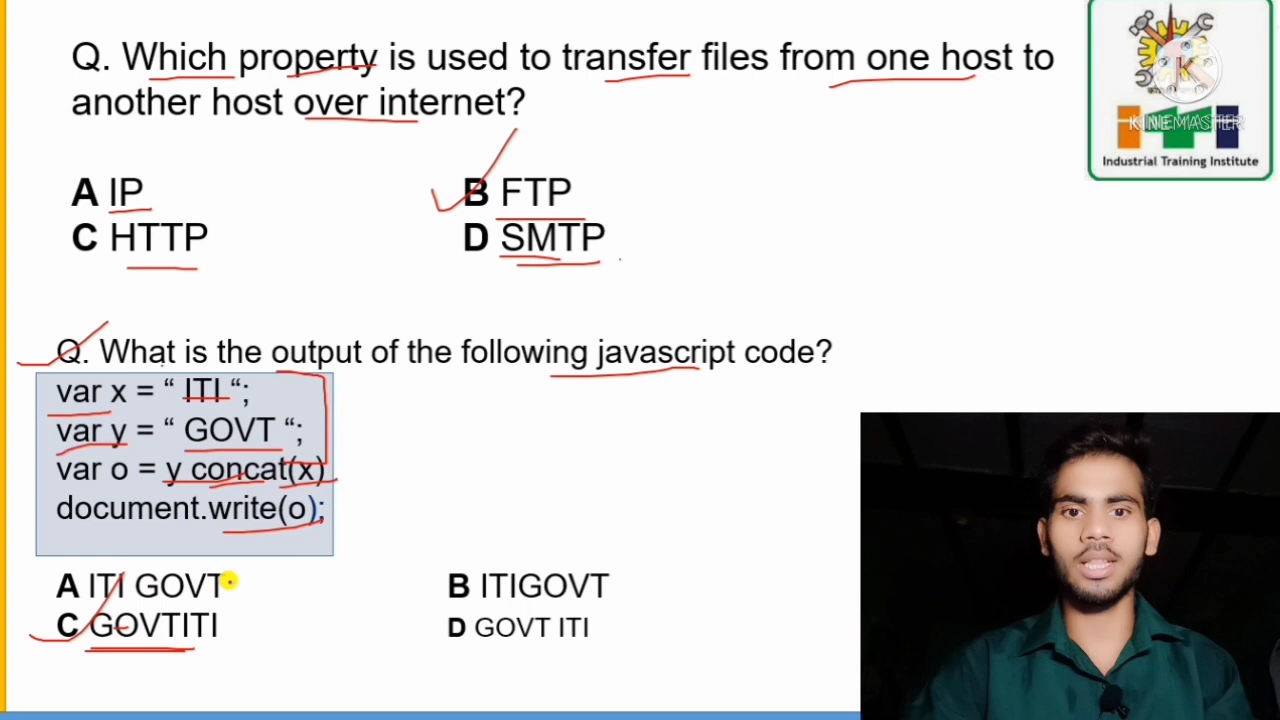 Q. Which property is used to transfer files from one host to
another host over internet?
A IP
B FTP
C HTTP
D SMTP
Q. What is the output of the following javascript code?
var x = “ ITI “;
var y = “ GOVT “;
var o = y concat(x)
document.write(o);
A ITI GOVT
B ITIGOVT
C GOVTITI
D GOVT ITI
KINEMASTER
Industrial Training Institute